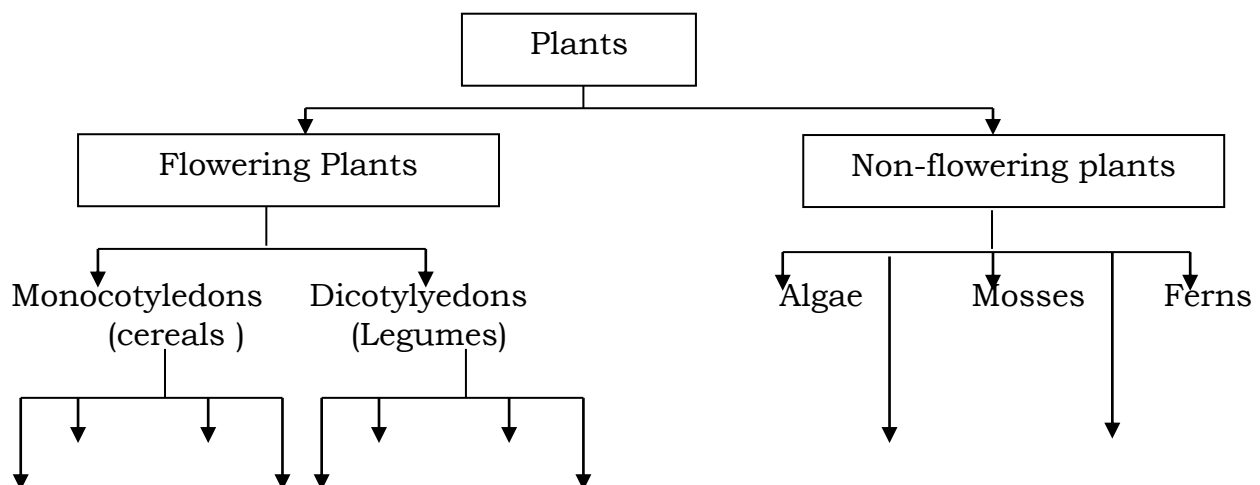 Plants
Flowering Plants
Non-flowering plants
Monocotyledons
(cereals )
Dicotylyedons
(Legumes)
Algae
Mosses
Ferns